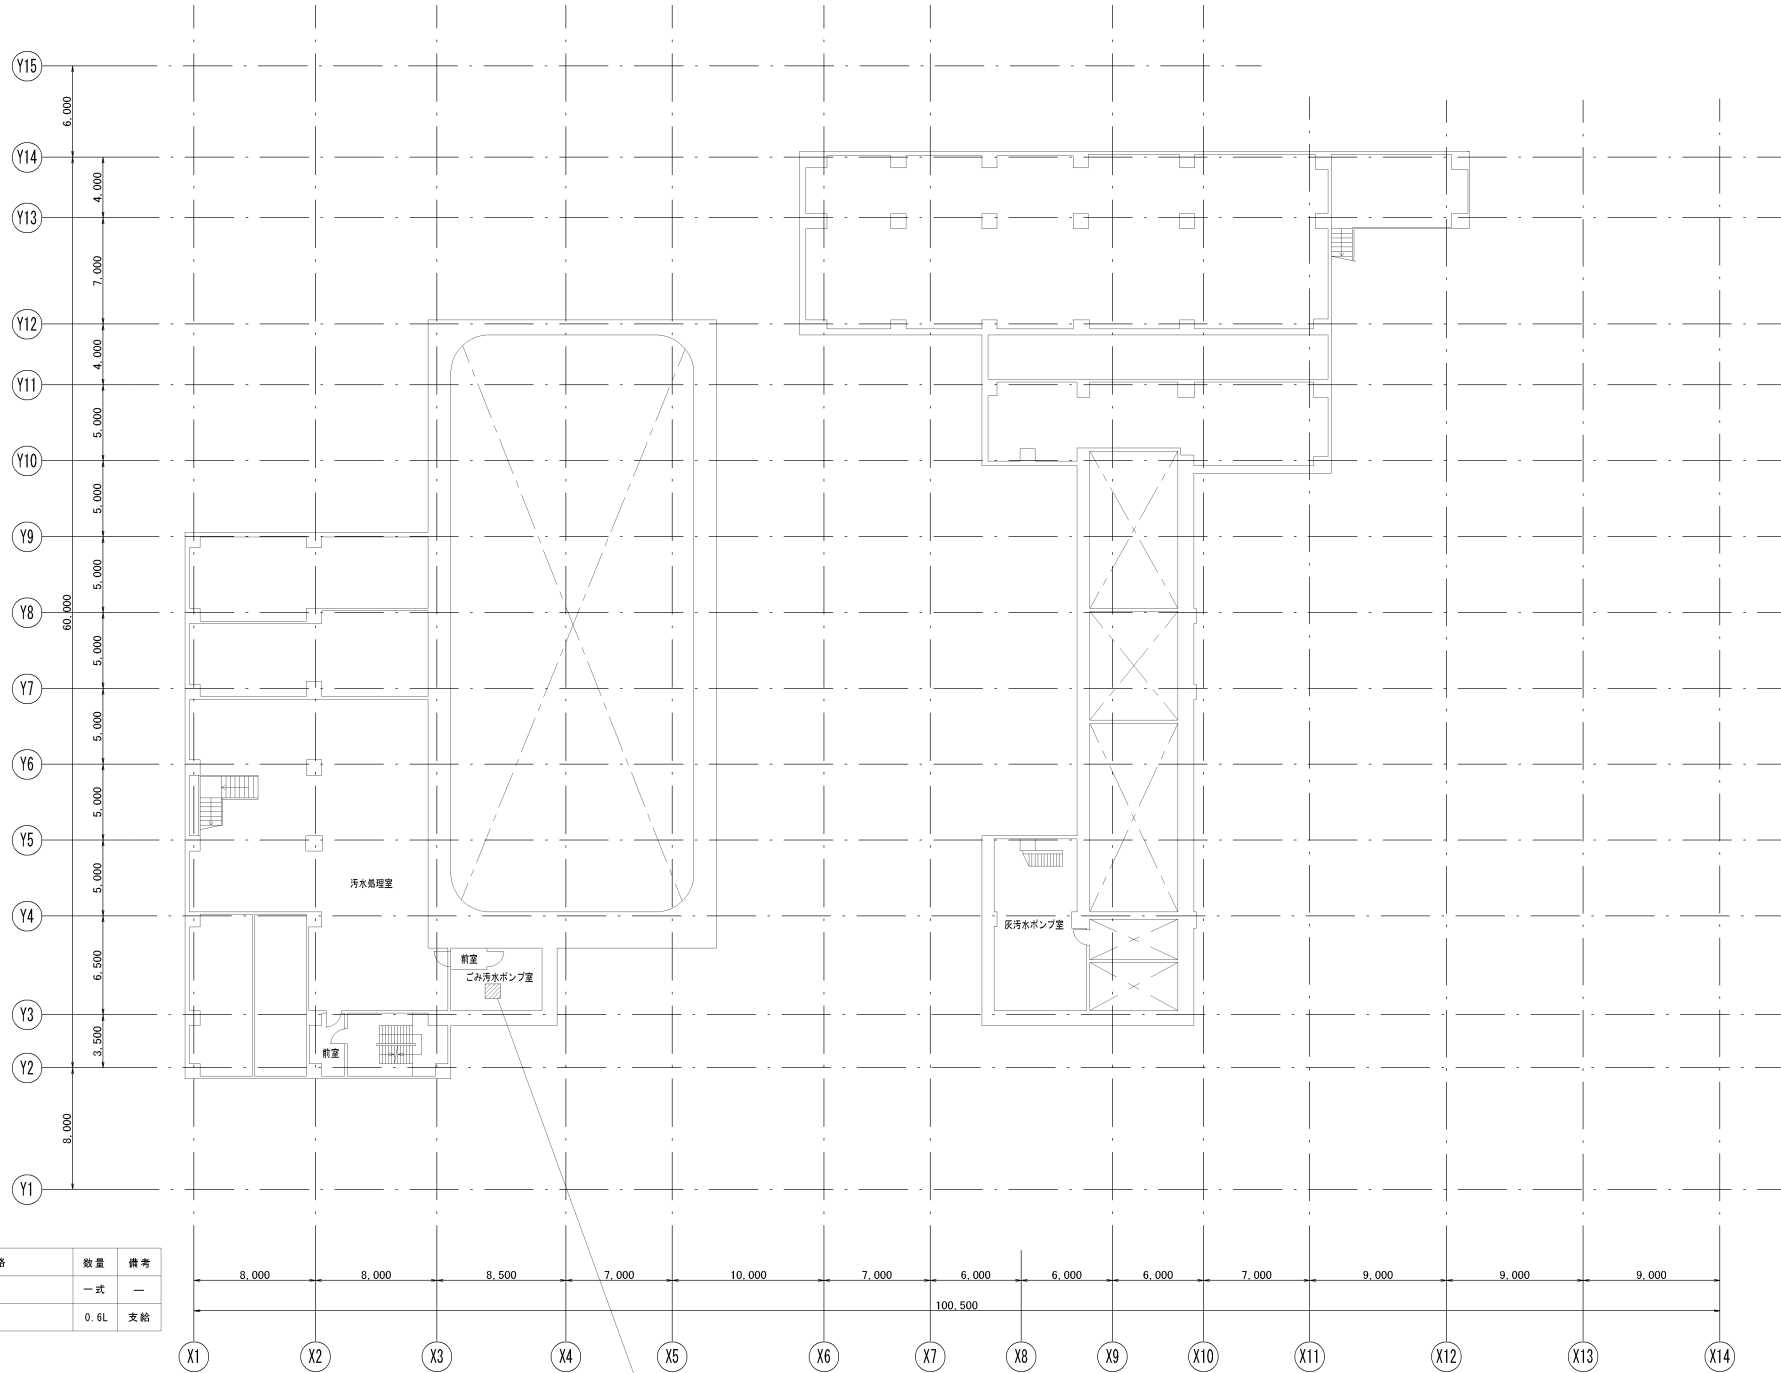 Y15
6,000
Y14
4,000
Y13
7,000
Y12
4,000
Y11
5,000
Y10
5,000
Y9
5,000
Y8
60,000
5,000
Y7
5,000
Y6
5,000
Y5
5,000
汚水処理室
Y4
灰汚水ポンプ室
6,500
前室
ごみ汚水ポンプ室
Y3
3,500
前室
Y2
8,000
Y1
格 数量 備考
一式 ―
0.6L 支給
8,000 8,000 8,500 7,000 10,000 7,000 6,000 6,000 6,000 7,000 9,000 9,000 9,000
100,500
X1 X2 X3 X4 X5 X6 X7 X8 X9 X10 X11 X12 X13 X14